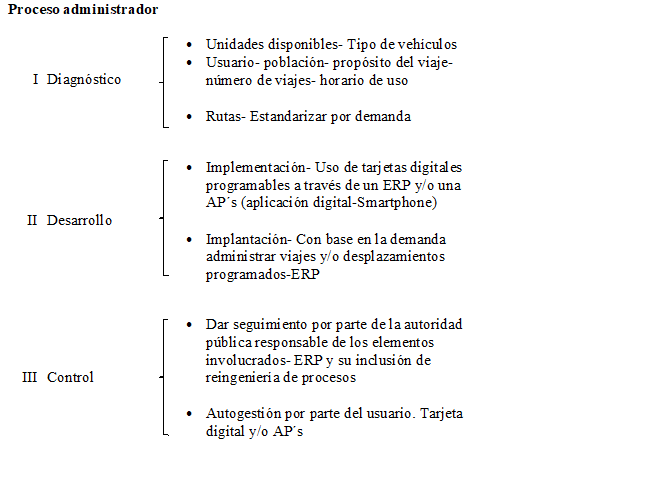 Proceso administrador
• Unidades disponibles- Tipo de vehículos
• Usuario- población- propósito del viaje-
I Diagnóstico
número de viajes- horario de uso
• Rutas- Estandarizar por demanda
• Implementación- Uso de tarjetas digitales
programables a través de un ERP y/o una
AP´s (aplicación digital-Smartphone)
II Desarrollo
• Implantación- Con base en la demanda
administrar viajes y/o desplazamientos
programados-ERP
• Dar seguimiento por parte de la autoridad
pública responsable de los elementos
involucrados- ERP y su inclusión de
III Control
reingeniería de procesos
• Autogestión por parte del usuario. Tarjeta
digital y/o AP´s